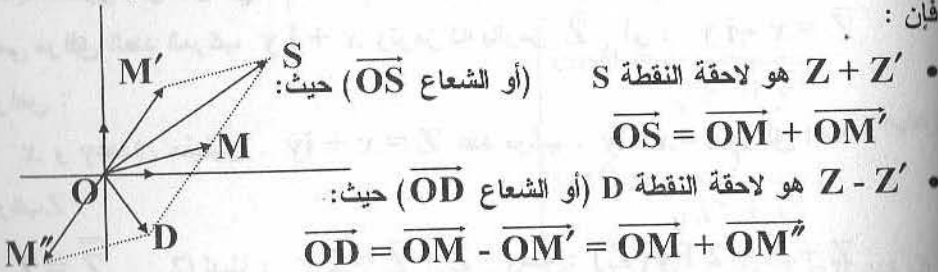 فإن :
• Z + Z′ هو لاحقة النقطة S (أو الشعاع OS) حيث:
OS = OM + OM′
• Z - Z′ هو لاحقة النقطة D (أو الشعاع OD) حيث:
OD = OM - OM′ = OM + OM″
M′
S
M
O
M″
D